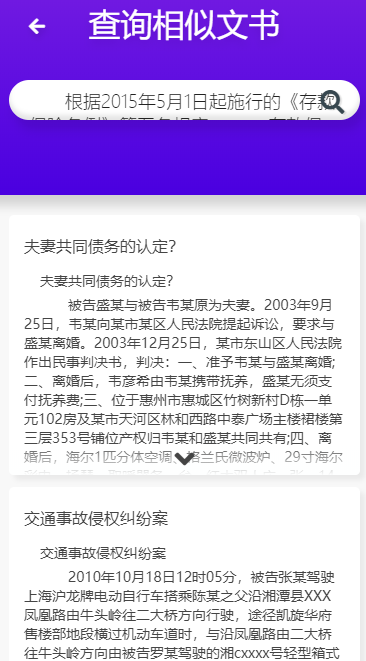 查询相似文书
根据2015年5月1日起施行的《存款
夫妻共同债务的认定？
夫妻共同债务的认定？
被告盛某与被告韦某原为夫妻。2003年9月
25日，韦某向某市某区人民法院提起诉讼，要求与
盛某离婚。2003年12月25日，某市东山区人民法院
作出民事判决书，判决：一、准予韦某与盛某离婚;
二、离婚后，韦彦希由韦某携带抚养，盛某无须支
付抚养费;三、位于惠州市惠城区竹树新村D栋一单
元102房及某市天河区林和西路中泰广场主楼裙楼第
三层353号铺位产权归韦某和盛某共同共有;四、离
婚后，海尔1匹分体空调、格兰氏微波炉、29寸海尔
交通事故侵权纠纷案
交通事故侵权纠纷案
2010年10月18日12时05分，被告张某驾驶
上海沪龙牌电动自行车搭乘陈某之父沿湘潭县XXX
凤凰路由牛头岭往二大桥方向行驶，途径凯旋华府
售楼部地段横过机动车道时，与沿凤凰路由二大桥
往牛头岭方向由被告罗某驾驶的湘cxxxx号轻型箱式